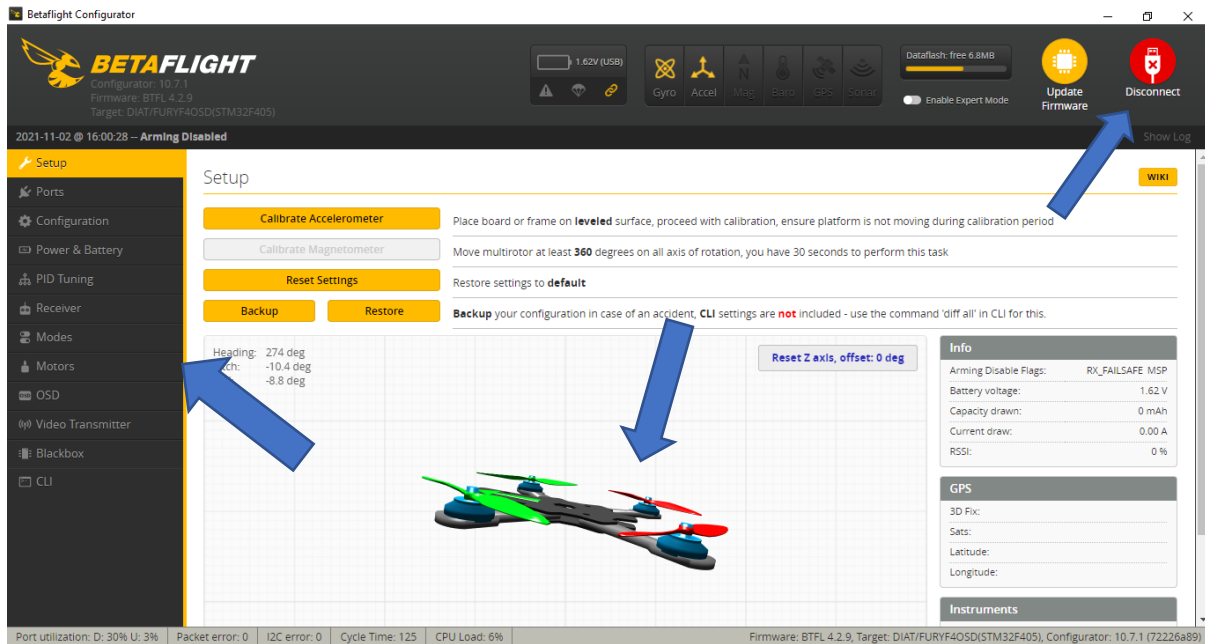 Betaflight Configurator
BETAFLIGHT
Configurator: 10.7.1
Firmware: BTFL 4.2.9
Target: DIAT/FURYF4OSD(STM32F405)
1.62V (USB)
Gyro Accel Mag Baro GPS Sonar
Dataflash: free 6.8MB
Enable Expert Mode
Update
Firmware
Disconnect
2021-11-02 @ 16:00:28 -- Arming Disabled
Show Log
Setup
Ports
Configuration
Power & Battery
PID Tuning
Receiver
Modes
Motors
OSD
Video Transmitter
Blackbox
CLI
Setup
WIKI
Calibrate Accelerometer
Place board or frame on leveled surface, proceed with calibration, ensure platform is not moving during calibration period
Calibrate Magnetometer
Move multirotor at least 360 degrees on all axis of rotation, you have 30 seconds to perform this task
Reset Settings
Restore settings to default
Backup Restore
Backup your configuration in case of an accident, CLI settings are not included - use the command 'diff all' in CLI for this.
Heading: 274 deg
-10.4 deg
-8.8 deg
Reset Z axis, offset: 0 deg
Info
Arming Disable Flags: RX_FAILSAFE MSP
Battery voltage: 1.62 V
Capacity drawn: 0 mAh
Current draw: 0.00 A
RSSI: 0 %
GPS
3D Fix:
Sats:
Latitude:
Longitude:
Instruments
Port utilization: D: 30% U: 3% Packet error: 0 I2C error: 0 Cycle Time: 125 CPU Load: 6% Firmware: BTFL 4.2.9, Target: DIAT/FURYF4OSD(STM32F405), Configurator: 10.7.1 (72226a89)